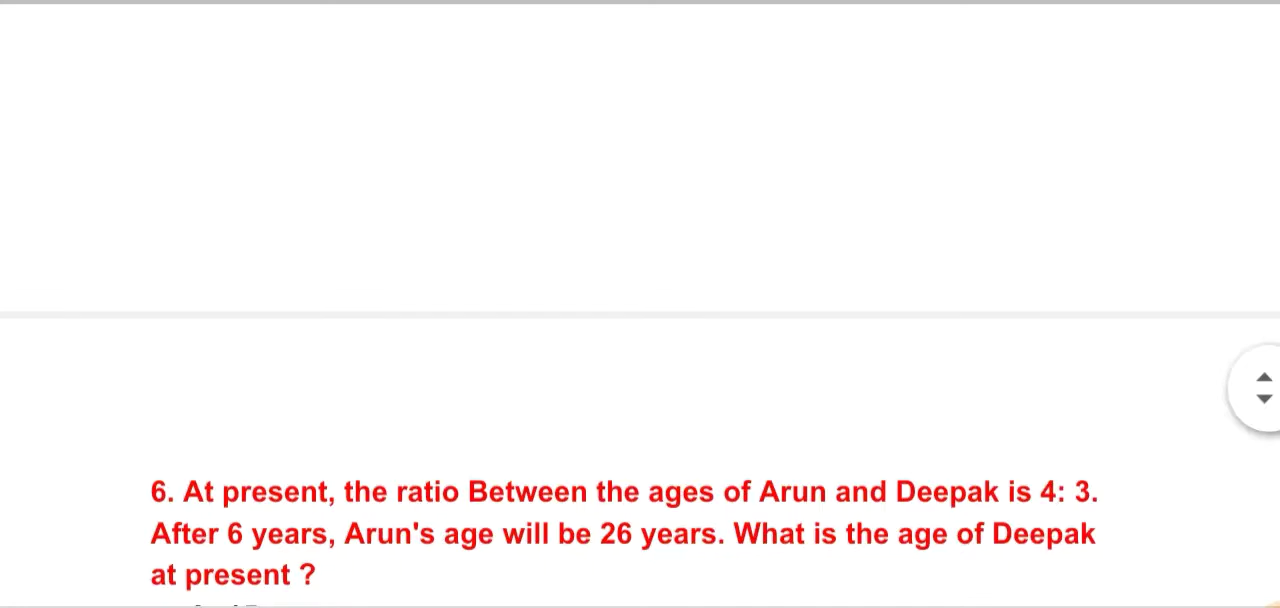 6. At present, the ratio Between the ages of Arun and Deepak is 4: 3.
After 6 years, Arun's age will be 26 years. What is the age of Deepak
at present ?